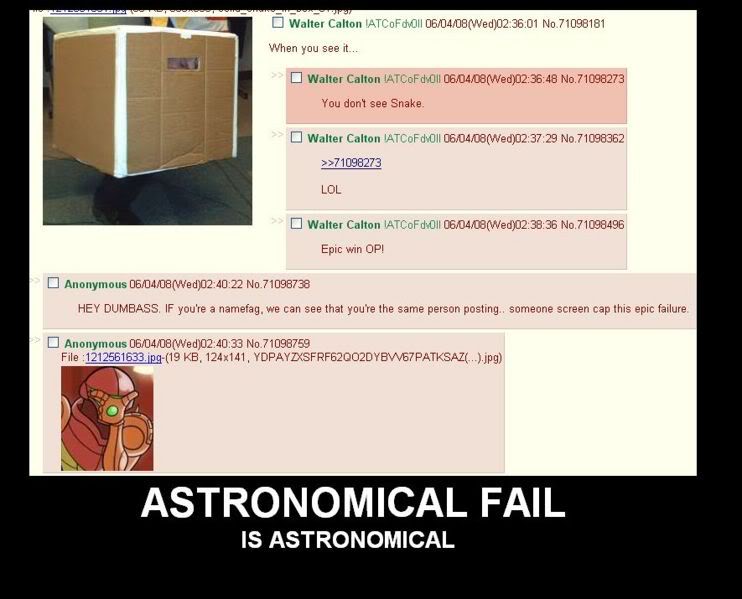 Walter Calton !ATCoFdv0II 06/04/08(Wed)02:36:01 No.71098181
When you see it...
>> Walter Calton !ATCoFdv0II 06/04/08(Wed)02:36:48 No.71098273
You don't see Snake.
>> Walter Calton !ATCoFdv0II 06/04/08(Wed)02:37:29 No.71098362
>>71098273
LOL
>> Walter Calton !ATCoFdv0II 06/04/08(Wed)02:38:36 No.71098496
Epic win OP!
>> Anonymous 06/04/08(Wed)02:40:22 No.71098738
HEY DUMBASS. IF you're a namefag, we can see that you're the same person posting.. someone screen cap this epic failure.
>> Anonymous 06/04/08(Wed)02:40:33 No.71098759
File :1212561633.jpg-(19 KB, 124x141, YDPAYZXSFRF62QO2DYBVV67PATKSAZ(...).jpg)
ASTRONOMICAL FAIL
IS ASTRONOMICAL